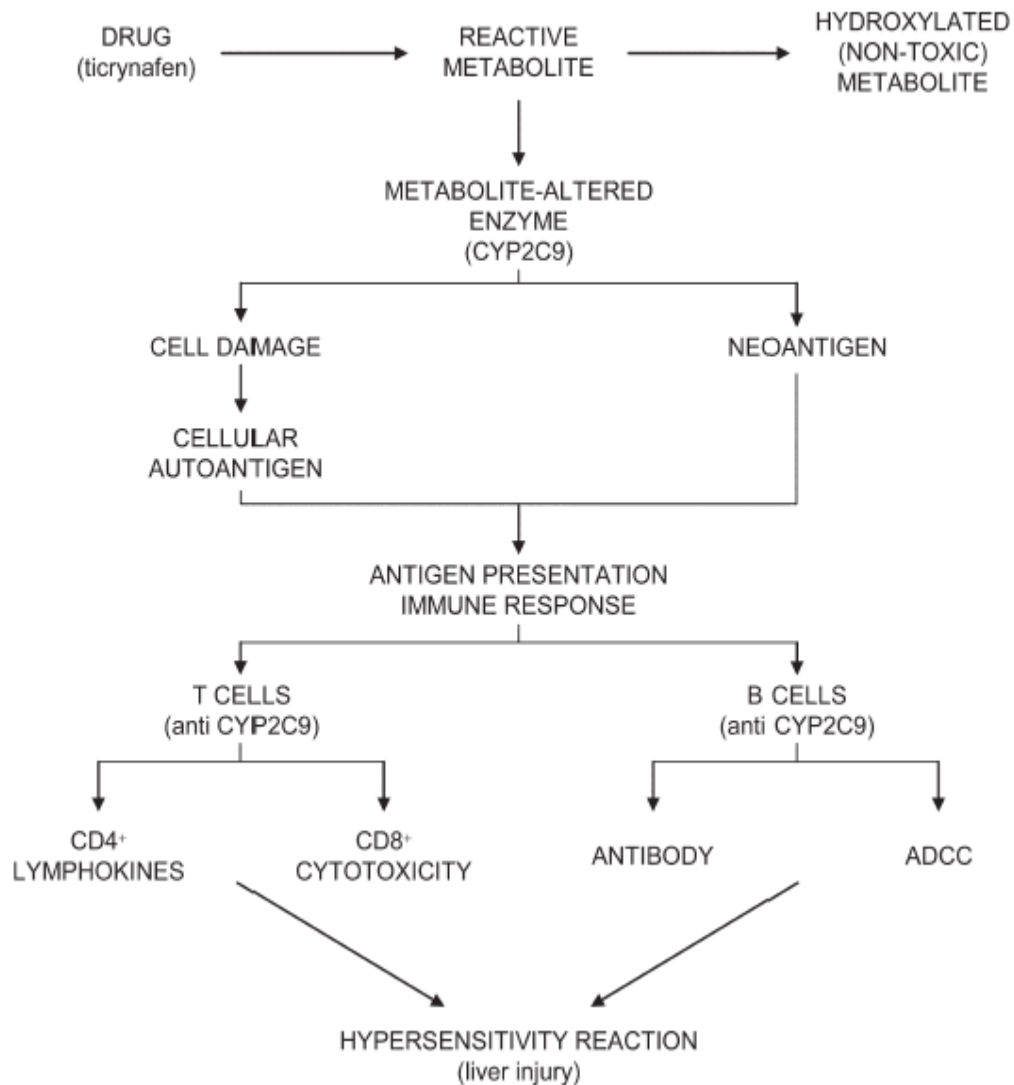 DRUG
(ticrynafen)
REACTIVE
METABOLITE
HYDROXYLATED
(NON-TOXIC)
METABOLITE
METABOLITE-ALTERED
ENZYME
(CYP2C9)
CELL DAMAGE
NEOANTIGEN
CELLULAR
AUTOANTIGEN
ANTIGEN PRESENTATION
IMMUNE RESPONSE
T CELLS
(anti CYP2C9)
B CELLS
(anti CYP2C9)
CD4+
LYMPHOKINES
CD8+
CYTOTOXICITY
ANTIBODY
ADCC
HYPERSENSITIVITY REACTION
(liver injury)